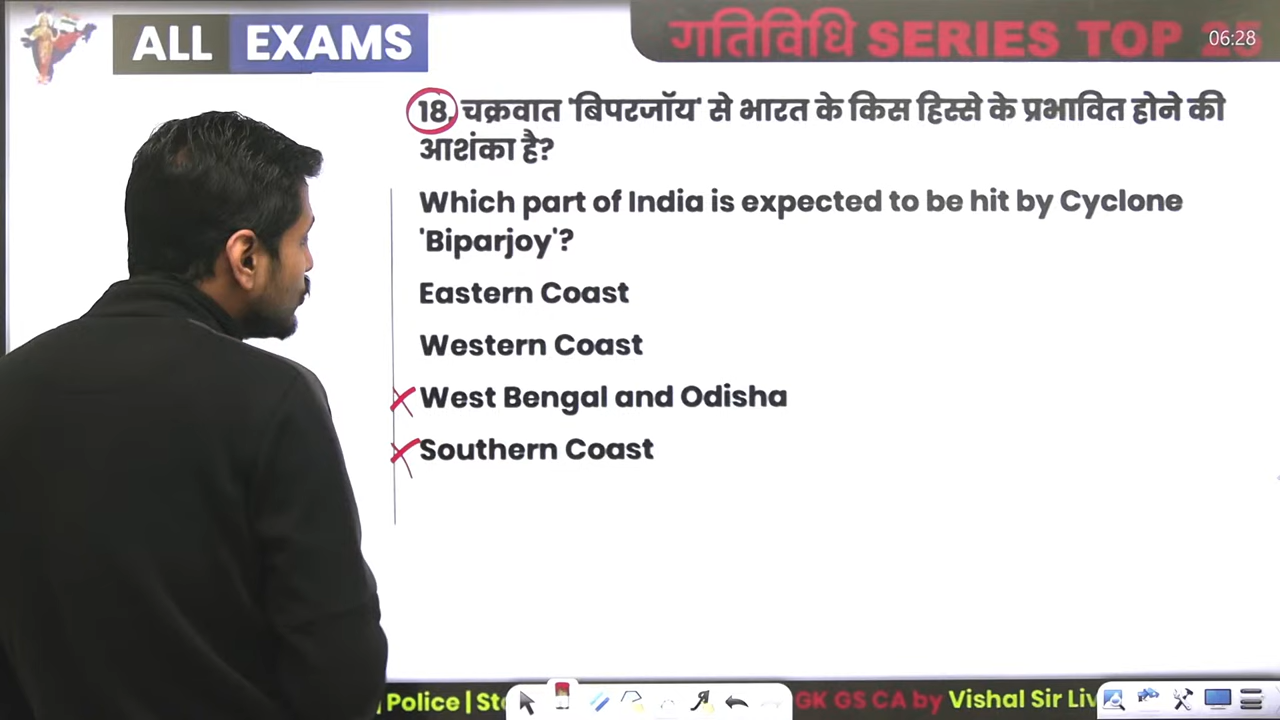 ALL EXAMS
गतिविधि SERIES TOP 25
06:28
18. चक्रवात 'बिपरजॉय' से भारत के किस हिस्से के प्रभावित होने की
आशंका है?
Which part of India is expected to be hit by Cyclone
'Biparjoy'?
Eastern Coast
Western Coast
West Bengal and Odisha
Southern Coast
Police | GK GS CA by Vishal Sir